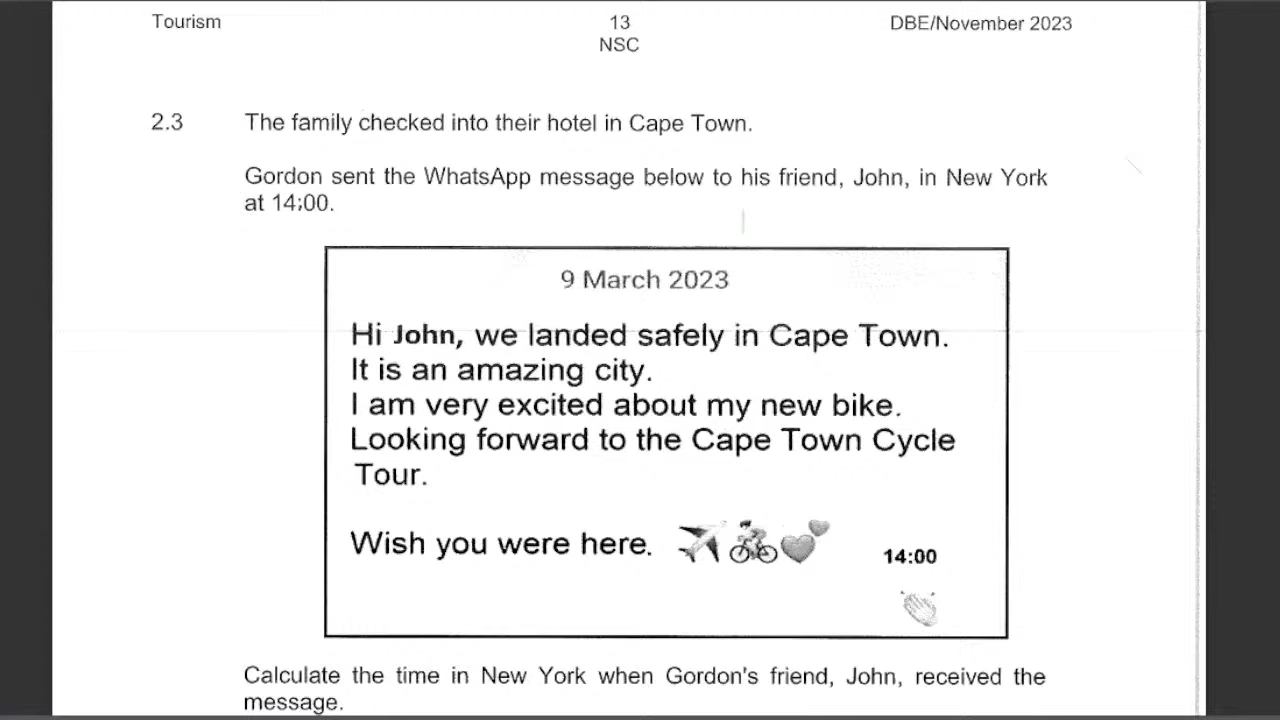 Tourism 13 DBE/November 2023
NSC
2.3 The family checked into their hotel in Cape Town.
Gordon sent the WhatsApp message below to his friend, John, in New York
at 14:00.
9 March 2023
Hi John, we landed safely in Cape Town.
It is an amazing city.
I am very excited about my new bike.
Looking forward to the Cape Town Cycle
Tour.
Wish you were here.
14:00
Calculate the time in New York when Gordon's friend, John, received the
message.